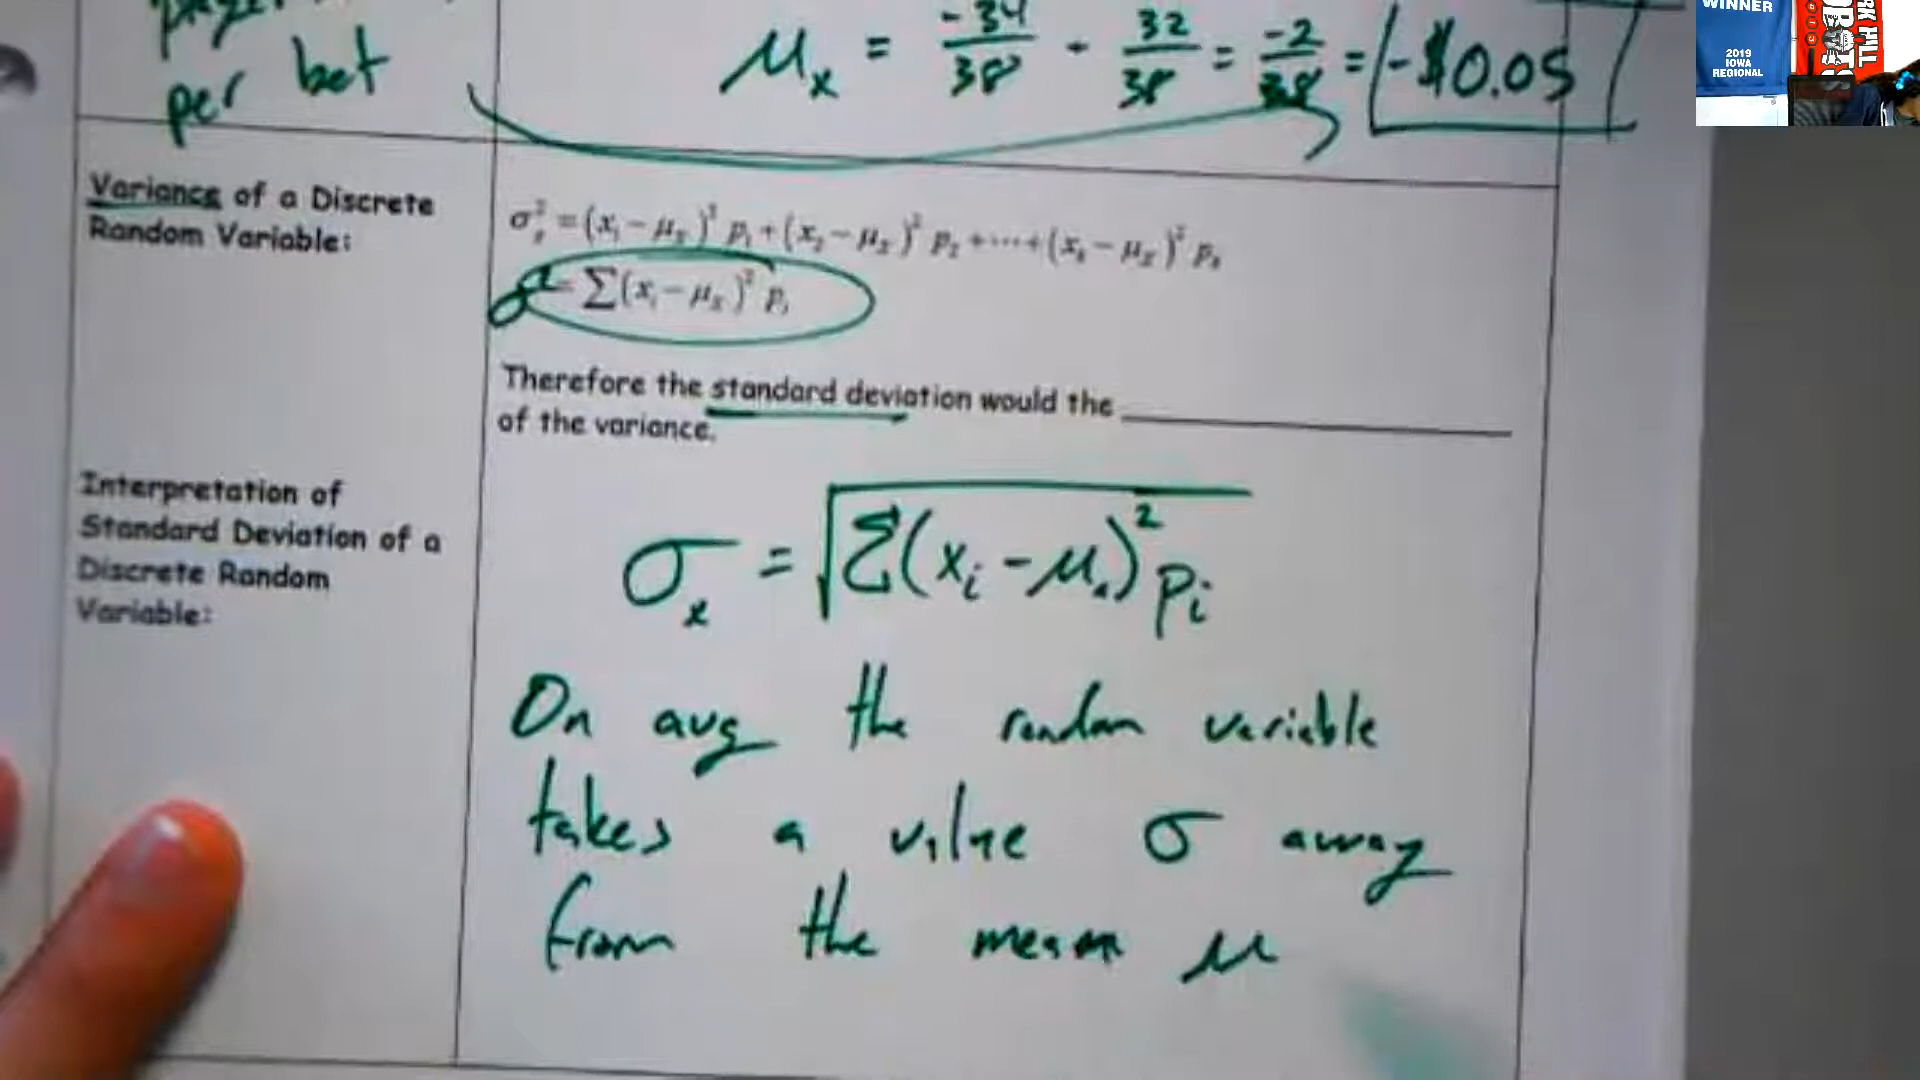 per bet
μx = -34/38 - 32/38 = -2/38 = -$0.05
WINNER
2019
IOWA
REGIONAL
Variance of a Discrete
Random Variable:
σ²x = (x₁ - μx)² p₁ + (x₂ - μx)² p₂ + ··· + (xk - μx)² pk
σ² = Σ(xi - μx)² pi
Therefore the standard deviation would the ______
of the variance.
Interpretation of
Standard Deviation of a
Discrete Random
Variable:
σx = √Σ(xi - μx)² pi
On avg the random variable
takes a value σ away
from the mean μ